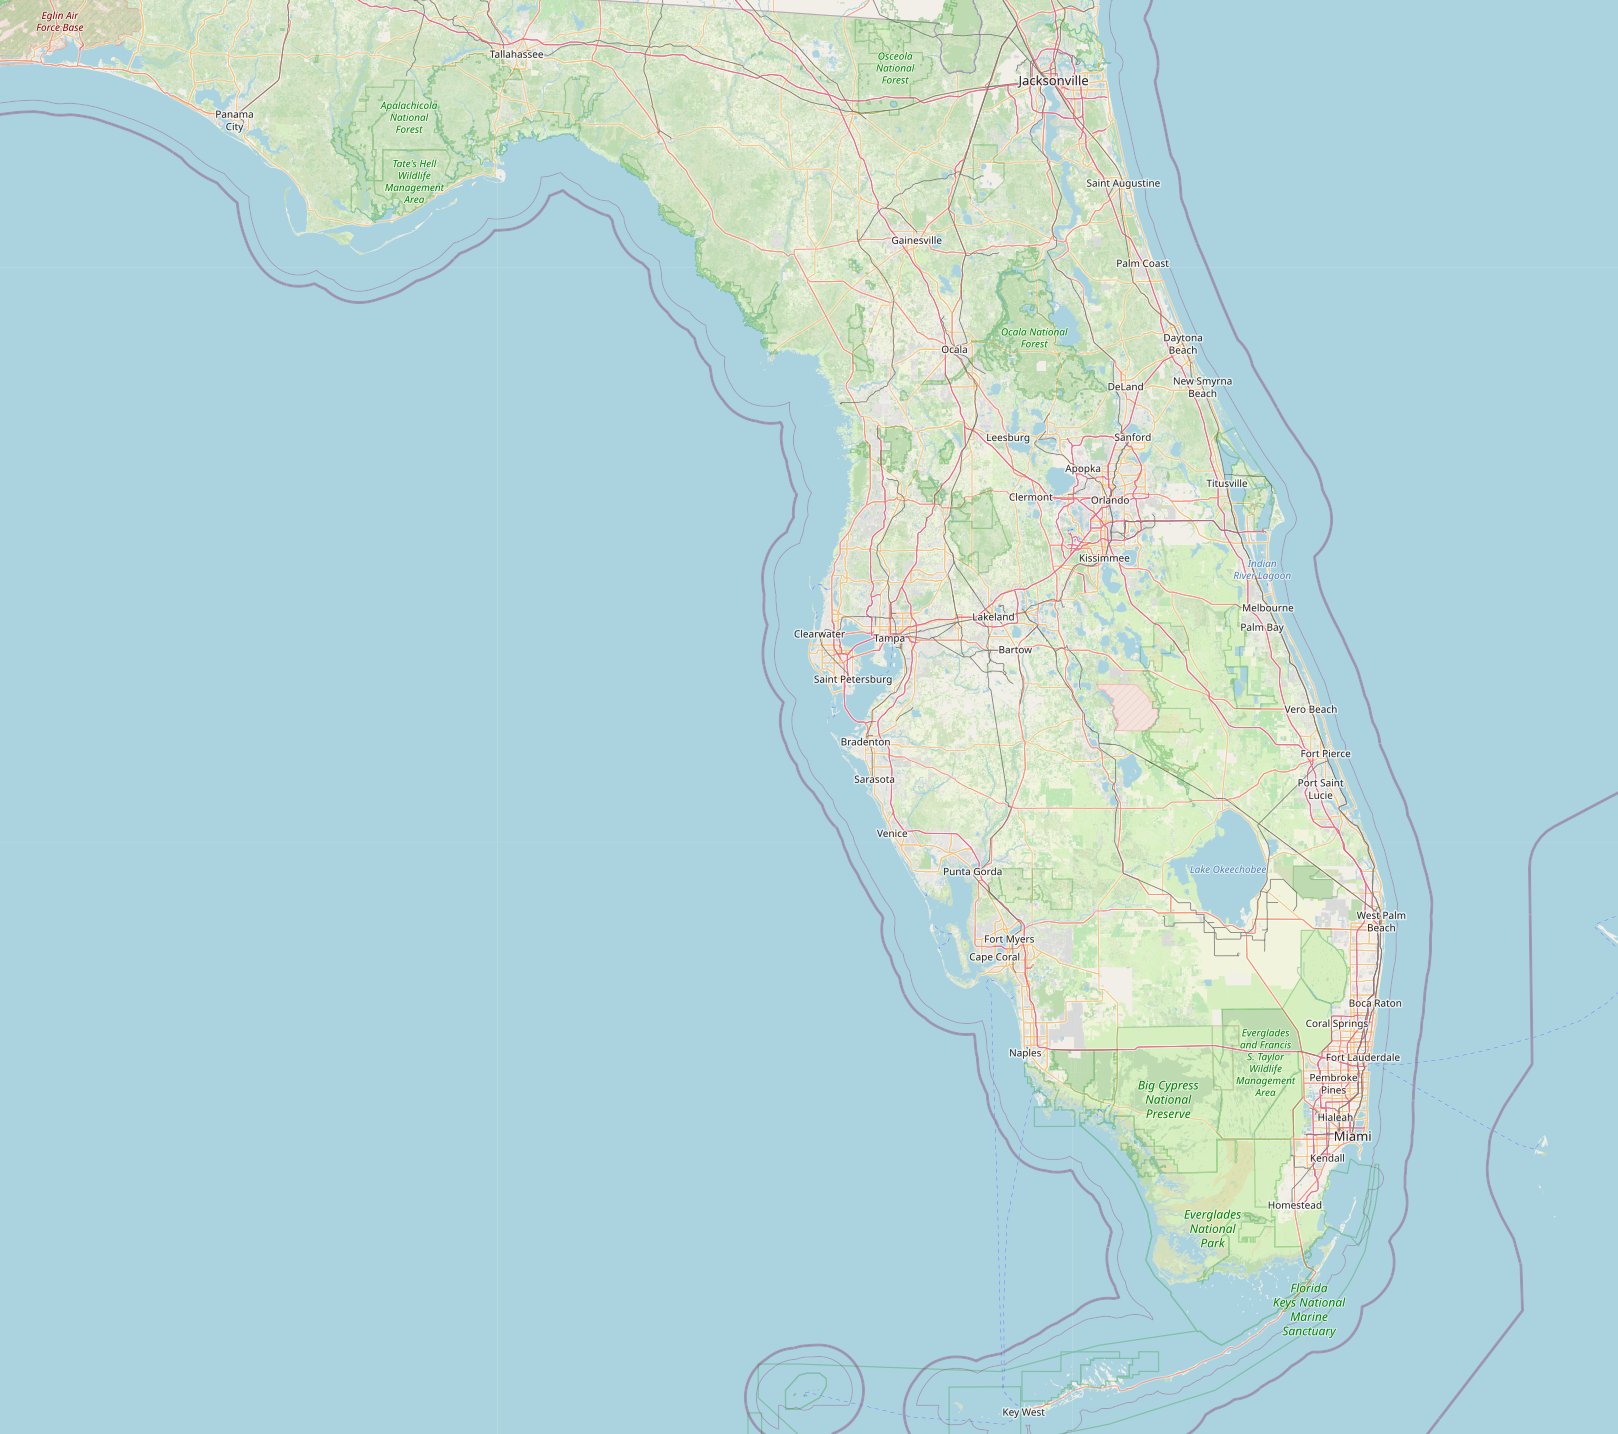 Eglin Air
Force Base
Tallahassee
Osceola
National
Forest
Jacksonville
Panama
City
Apalachicola
National
Forest
Tate's Hell
Wildlife
Management
Area
Saint Augustine
Gainesville
Palm Coast
Ocala National
Forest
Ocala
Daytona
Beach
DeLand
New Smyrna
Beach
Leesburg
Sanford
Apopka
Titusville
Clermont
Orlando
Kissimmee
Indian
River Lagoon
Melbourne
Palm Bay
Lakeland
Clearwater
Tampa
Bartow
Saint Petersburg
Vero Beach
Bradenton
Fort Pierce
Sarasota
Port Saint
Lucie
Venice
Punta Gorda
Lake Okeechobee
West Palm
Beach
Fort Myers
Cape Coral
Boca Raton
Coral Springs
Everglades
and Francis
S. Taylor
Wildlife
Management
Area
Naples
Fort Lauderdale
Pembroke
Pines
Big Cypress
National
Preserve
Hialeah
Miami
Kendall
Homestead
Everglades
National
Park
Florida
Keys National
Marine
Sanctuary
Key West